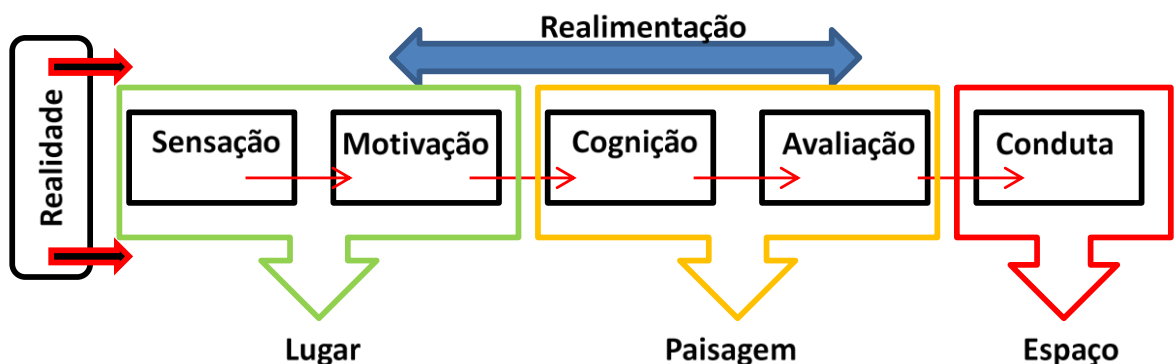 Realimentação
Realidade
Sensação
Motivação
Cognição
Avaliação
Conduta
Lugar
Paisagem
Espaço